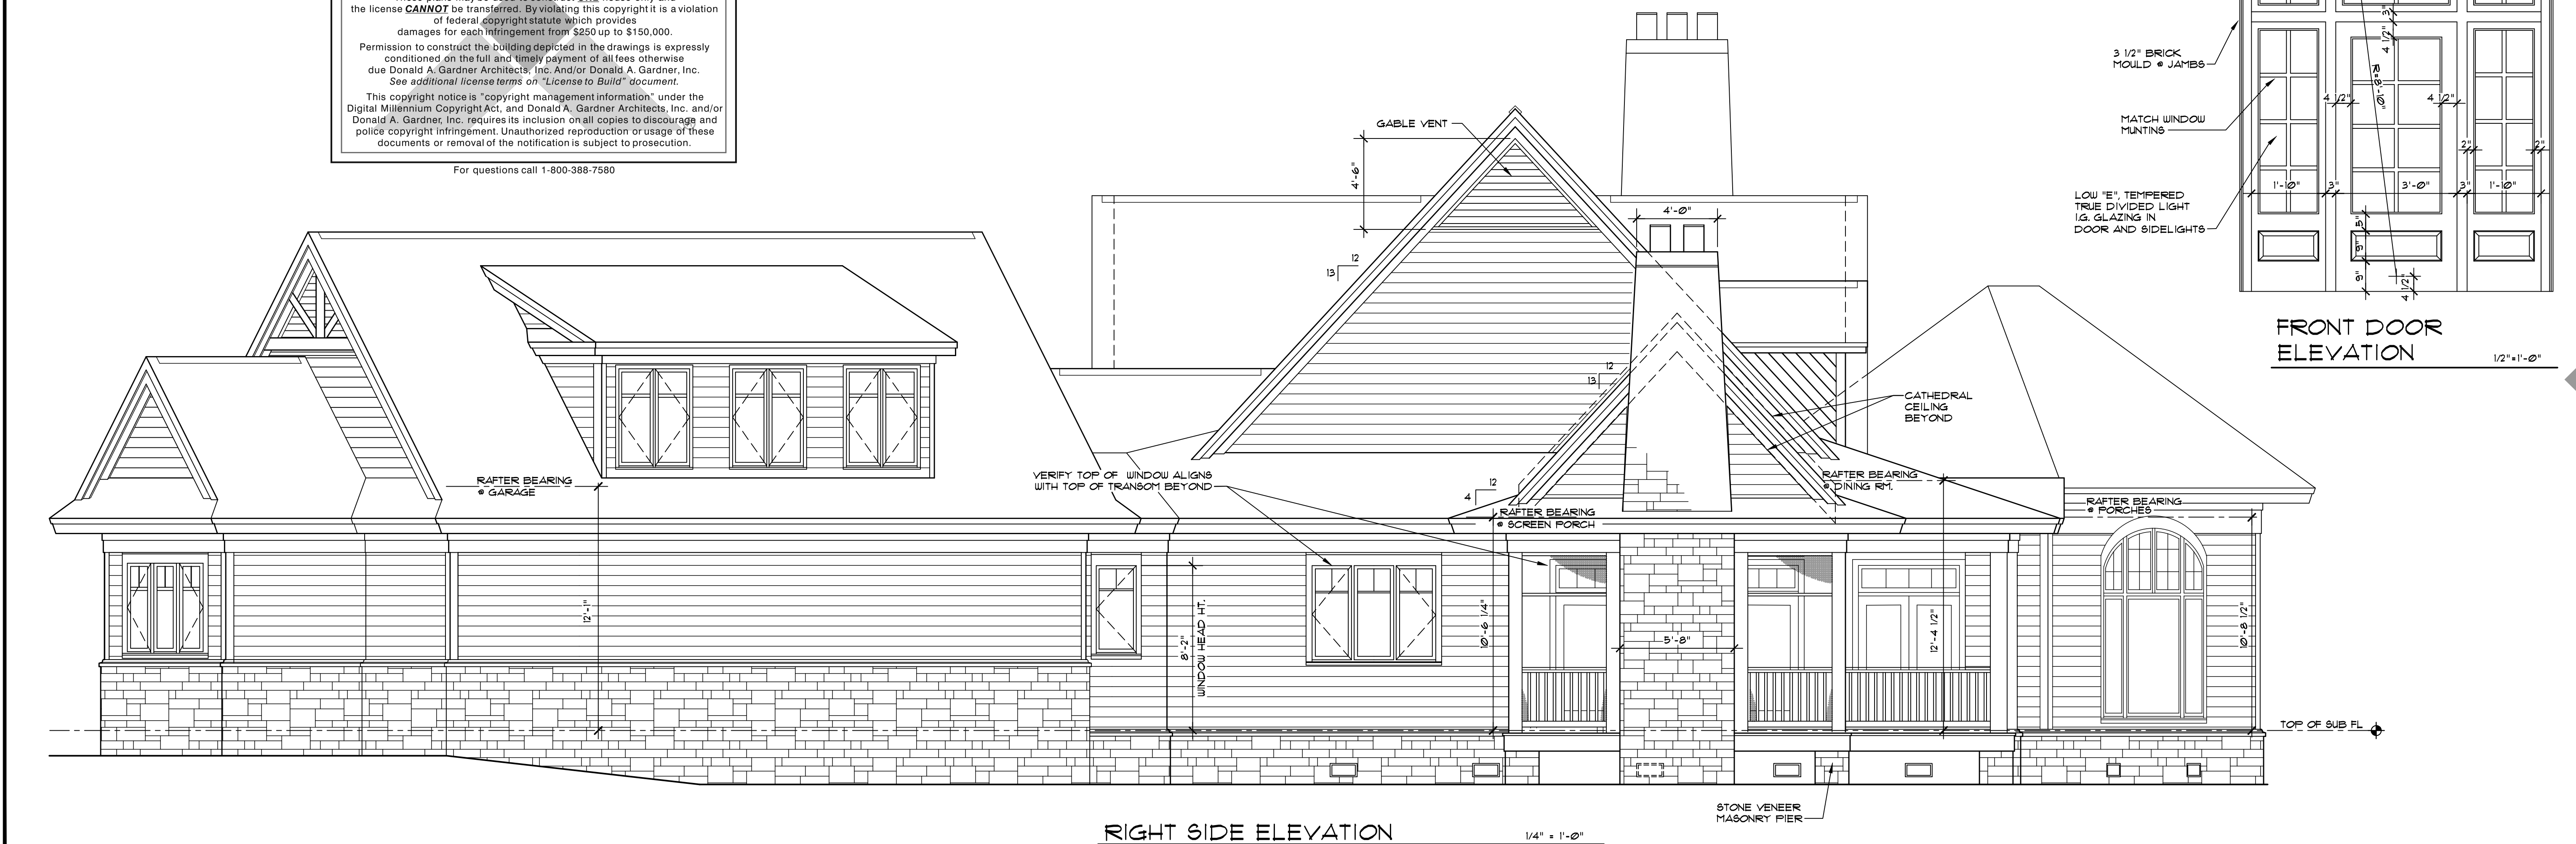 the license CANNOT be transferred. By violating this copyright it is a violation
of federal copyright statute which provides
damages for each infringement from $250 up to $150,000.
Permission to construct the building depicted in the drawings is expressly
conditioned on the full and timely payment of all fees otherwise
due Donald A. Gardner Architects, Inc. And/or Donald A. Gardner, Inc.
See additional license terms on "License to Build" document.
This copyright notice is "copyright management information" under the
Digital Millennium Copyright Act, and Donald A. Gardner Architects, Inc. and/or
Donald A. Gardner, Inc. requires its inclusion on all copies to discourage and
police copyright infringement. Unauthorized reproduction or usage of these
documents or removal of the notification is subject to prosecution.
For questions call 1-800-388-7580
GABLE VENT
4'-6"
4'-0"
12
13
12
13
CATHEDRAL
CEILING
BEYOND
RAFTER BEARING
@ GARAGE
VERIFY TOP OF WINDOW ALIGNS
WITH TOP OF TRANSOM BEYOND
12
4
RAFTER BEARING
@ SCREEN PORCH
RAFTER BEARING
@ DINING RM.
RAFTER BEARING
@ PORCHES
12'-1"
8'-2"
WINDOW HEAD HT.
10'-6 1/4"
5'-8"
12'-4 1/2"
10'-8 1/2"
TOP OF SUB FL
STONE VENEER
MASONRY PIER
RIGHT SIDE ELEVATION
1/4" = 1'-0"
3 1/2" BRICK
MOULD @ JAMBS
MATCH WINDOW
MUNTINS
LOW "E", TEMPERED
TRUE DIVIDED LIGHT
I.G. GLAZING IN
DOOR AND SIDELIGHTS
3"
4 1/2"
R=8'-10"
4 1/2"
4 1/2"
2"
2"
1'-10"
3"
3'-0"
3"
1'-10"
5"
4 1/2"
FRONT DOOR
ELEVATION
1/2"=1'-0"